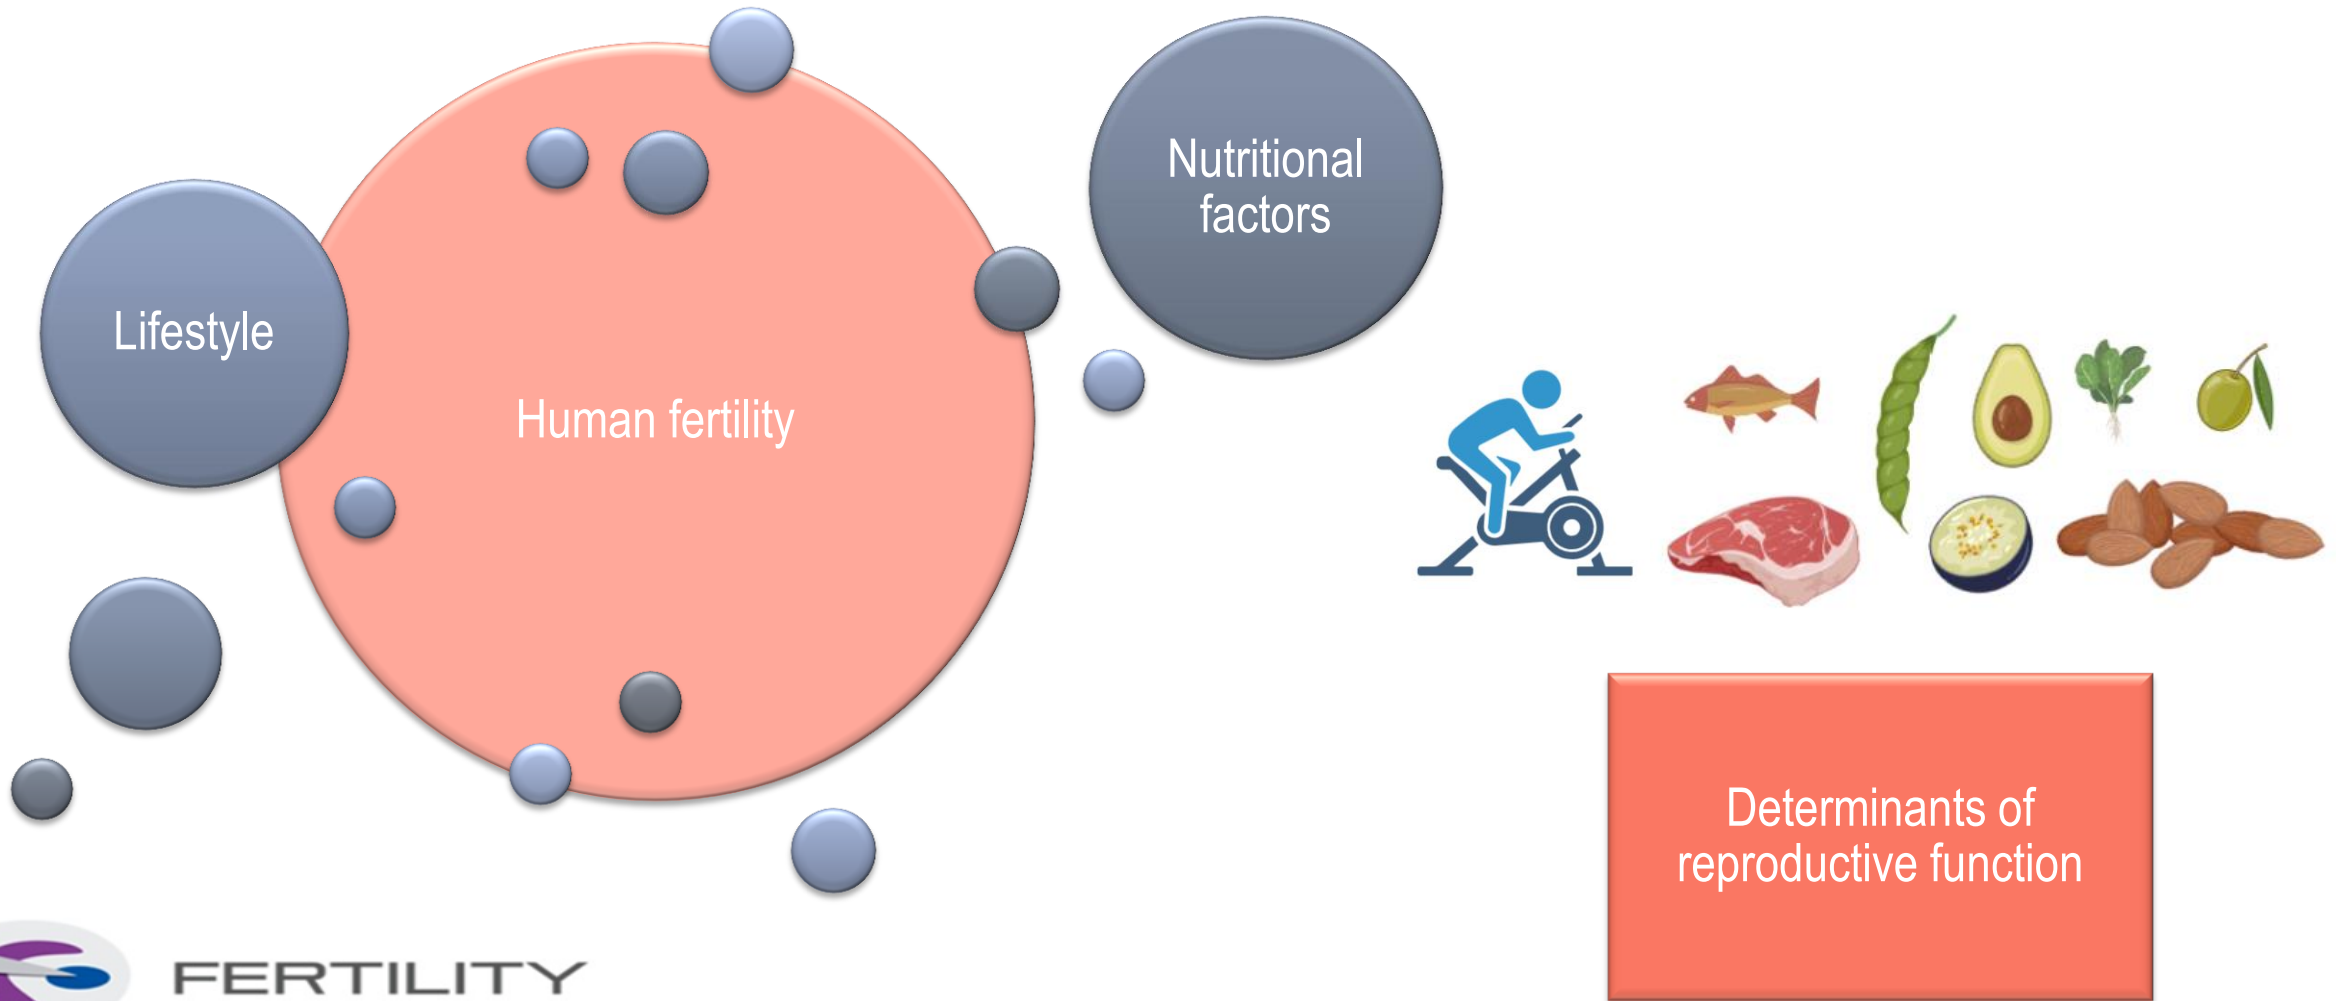 Nutritional
factors
Lifestyle
Human fertility
Determinants of
reproductive function
FERTILITY